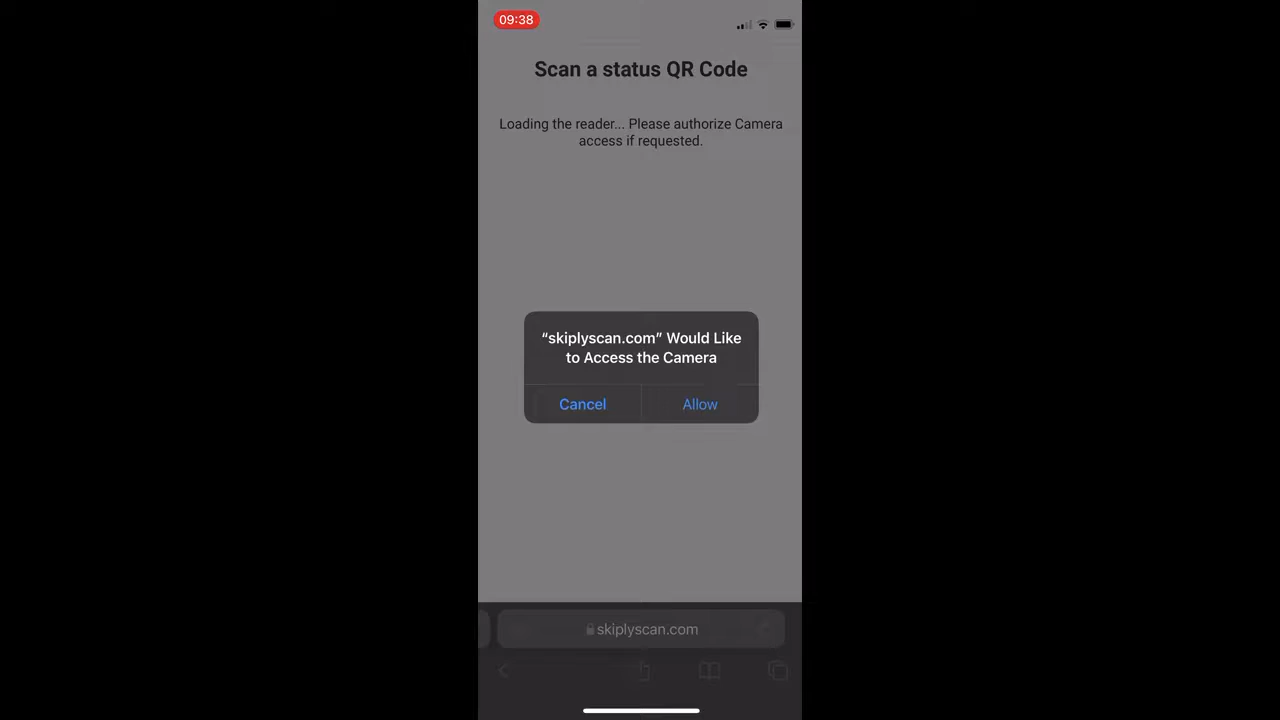 09:38
Scan a status QR Code
Loading the reader... Please authorize Camera
access if requested.
“skiplyscan.com” Would Like
to Access the Camera
Cancel
Allow
skiplyscan.com